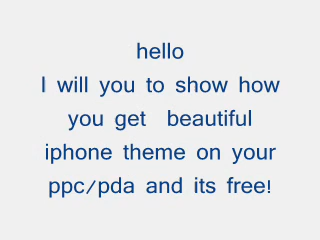 hello
I will you to show how
you get beautiful
iphone theme on your
ppc/pda and its free!